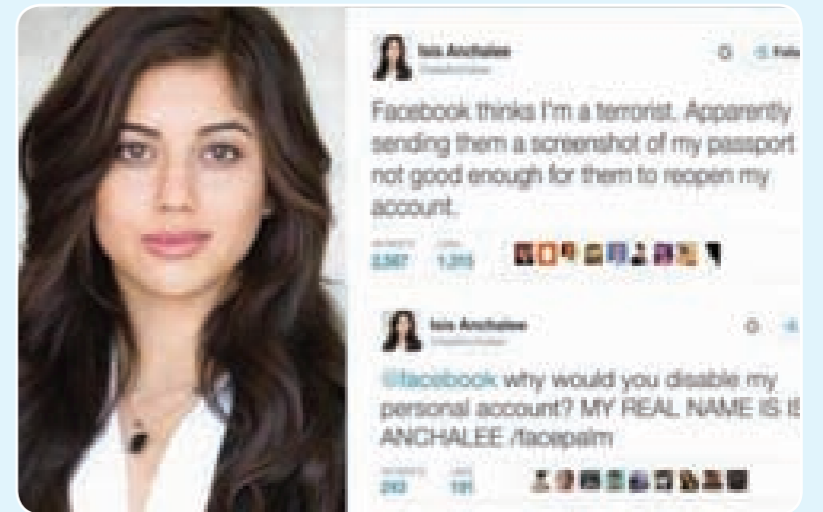 Isis Anchalee
Facebook thinks I'm a terrorist. Apparently
sending them a screenshot of my passport
not good enough for them to reopen my
account.
Isis Anchalee
@facebook why would you disable my
personal account? MY REAL NAME IS IS
ANCHALEE /facepalm